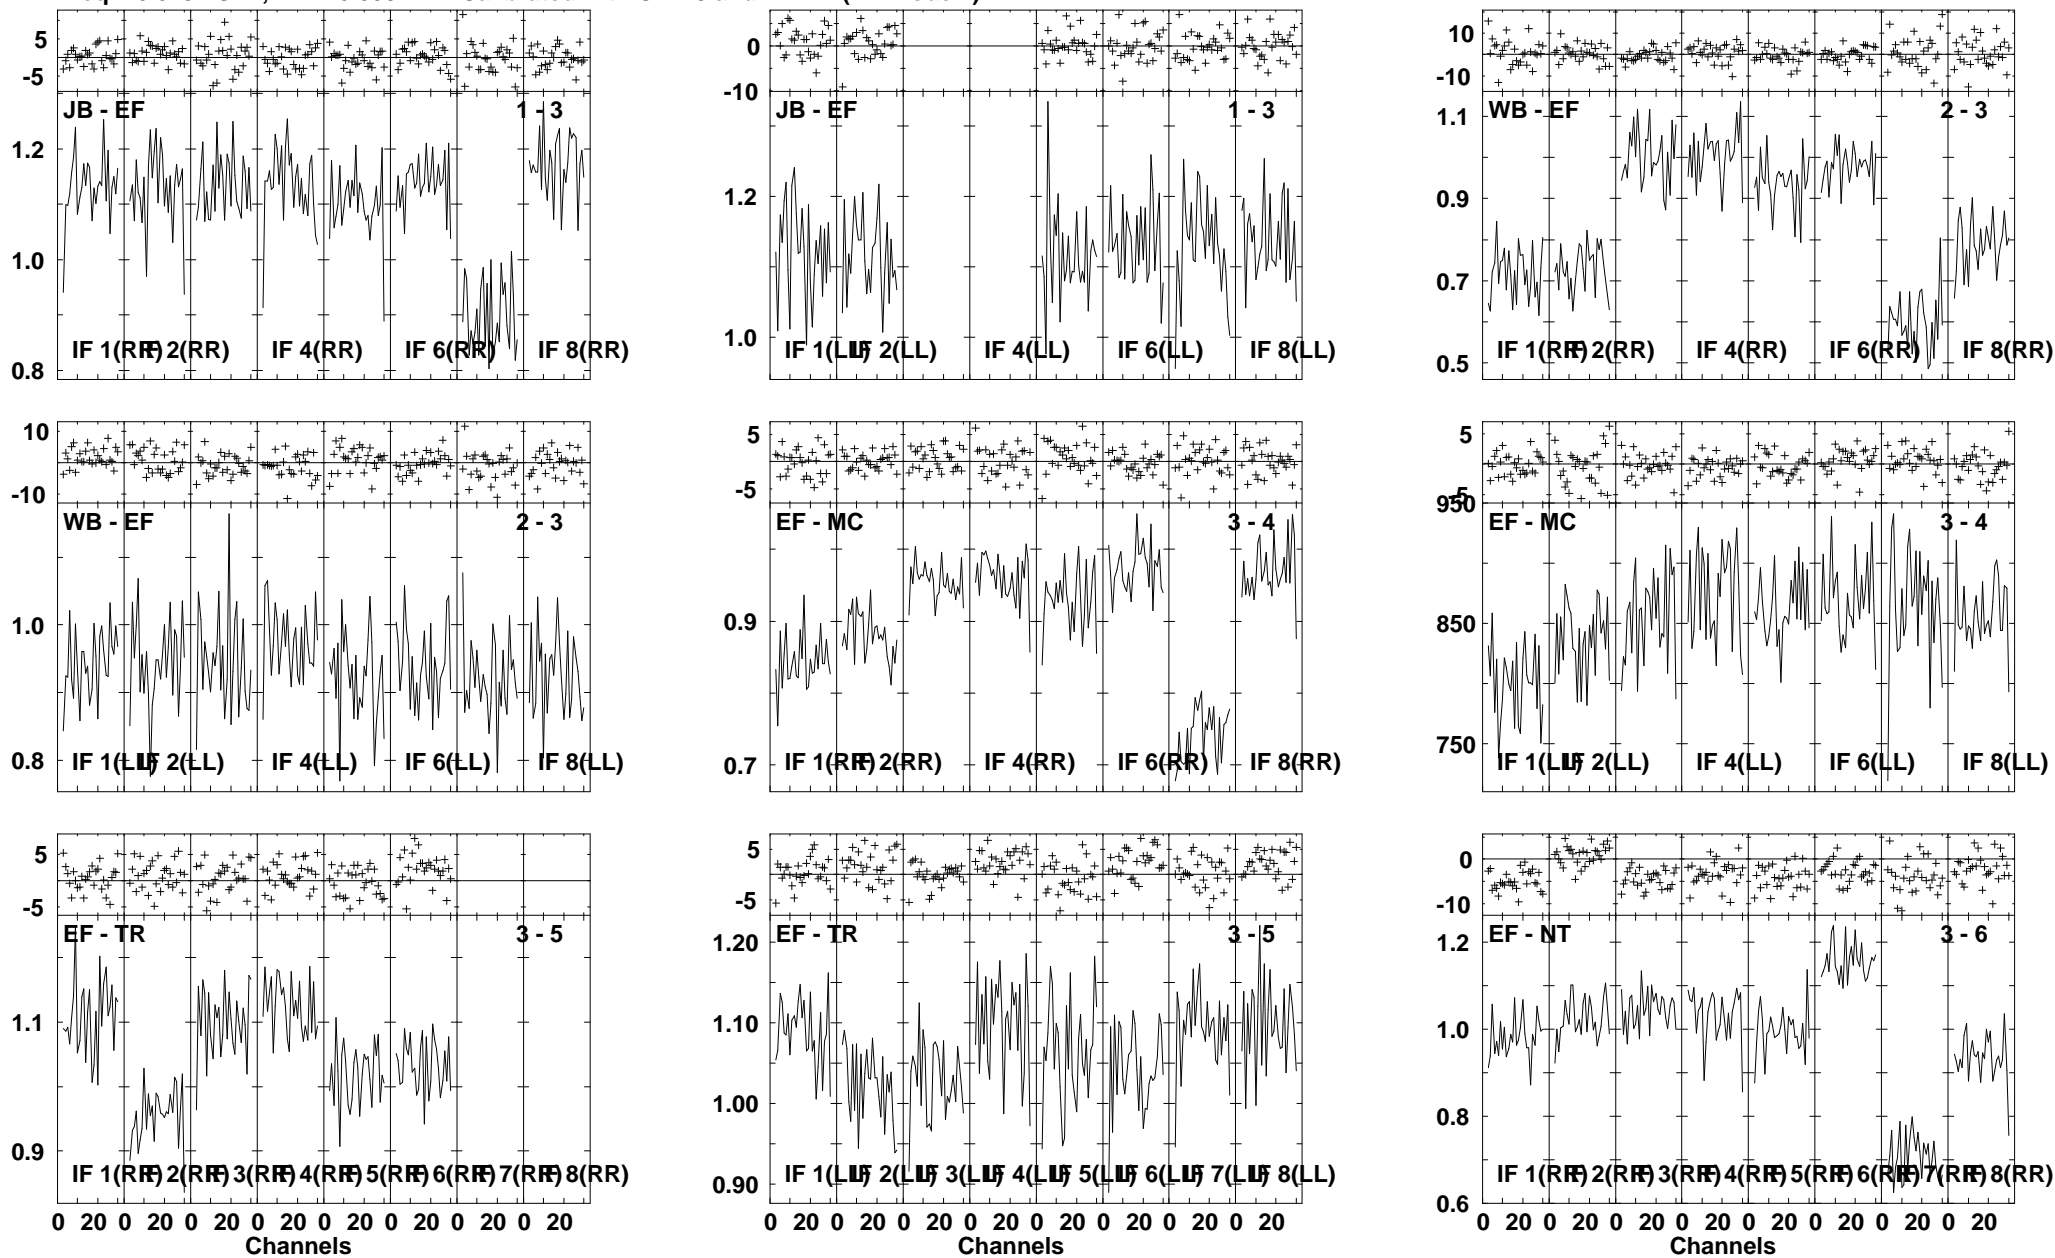 5
-5
JB - EF 1 - 3
1.2
1.0
0.8
IF 1(RR) IF 2(RR) IF 4(RR) IF 6(RR) IF 8(RR)
0
-10
JB - EF 1 - 3
1.2
1.0
IF 1(LL) IF 2(LL) IF 4(LL) IF 6(LL) IF 8(LL)
10
-10
WB - EF 2 - 3
1.1
0.9
0.7
0.5
IF 1(RR) IF 2(RR) IF 4(RR) IF 6(RR) IF 8(RR)
10
-10
WB - EF 2 - 3
1.0
0.8
IF 1(LL) IF 2(LL) IF 4(LL) IF 6(LL) IF 8(LL)
5
-5
EF - MC 3 - 4
0.9
0.7
IF 1(RR) IF 2(RR) IF 4(RR) IF 6(RR) IF 8(RR)
5
-5
950
EF - MC 3 - 4
850
750
IF 1(LL) IF 2(LL) IF 4(LL) IF 6(LL) IF 8(LL)
5
-5
EF - TR 3 - 5
1.1
0.9
IF 1(RR) IF 2(RR) IF 3(RR) IF 4(RR) IF 5(RR) IF 6(RR) IF 7(RR) IF 8(RR)
0 20 0 20 0 20 0 20 0 20 0 20 0 20 0 20
Channels
5
-5
EF - TR 3 - 5
1.20
1.10
1.00
0.90
IF 1(LL) IF 2(LL) IF 3(LL) IF 4(LL) IF 5(LL) IF 6(LL) IF 7(LL) IF 8(LL)
0 20 0 20 0 20 0 20 0 20 0 20 0 20 0 20
Channels
0
-10
EF - NT 3 - 6
1.2
1.0
0.8
0.6
IF 1(RR) IF 2(RR) IF 3(RR) IF 4(RR) IF 5(RR) IF 6(RR) IF 7(RR) IF 8(RR)
0 20 0 20 0 20 0 20 0 20 0 20 0 20 0 20
Channels